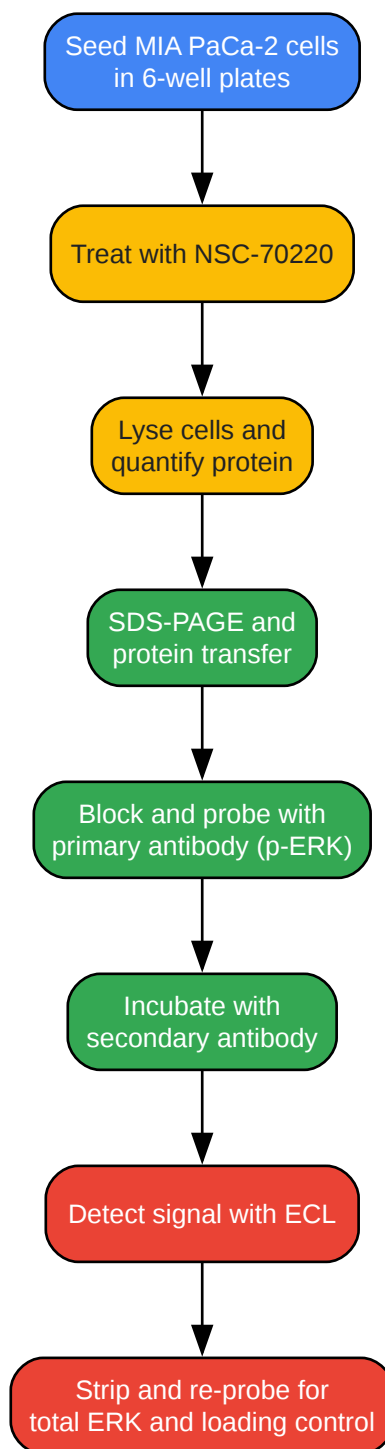 Seed MIA PaCa-2 cells
in 6-well plates
Treat with NSC-70220
Lyse cells and
quantify protein
SDS-PAGE and
protein transfer
Block and probe with
primary antibody (p-ERK)
Incubate with
secondary antibody
Detect signal with ECL
Strip and re-probe for
total ERK and loading control